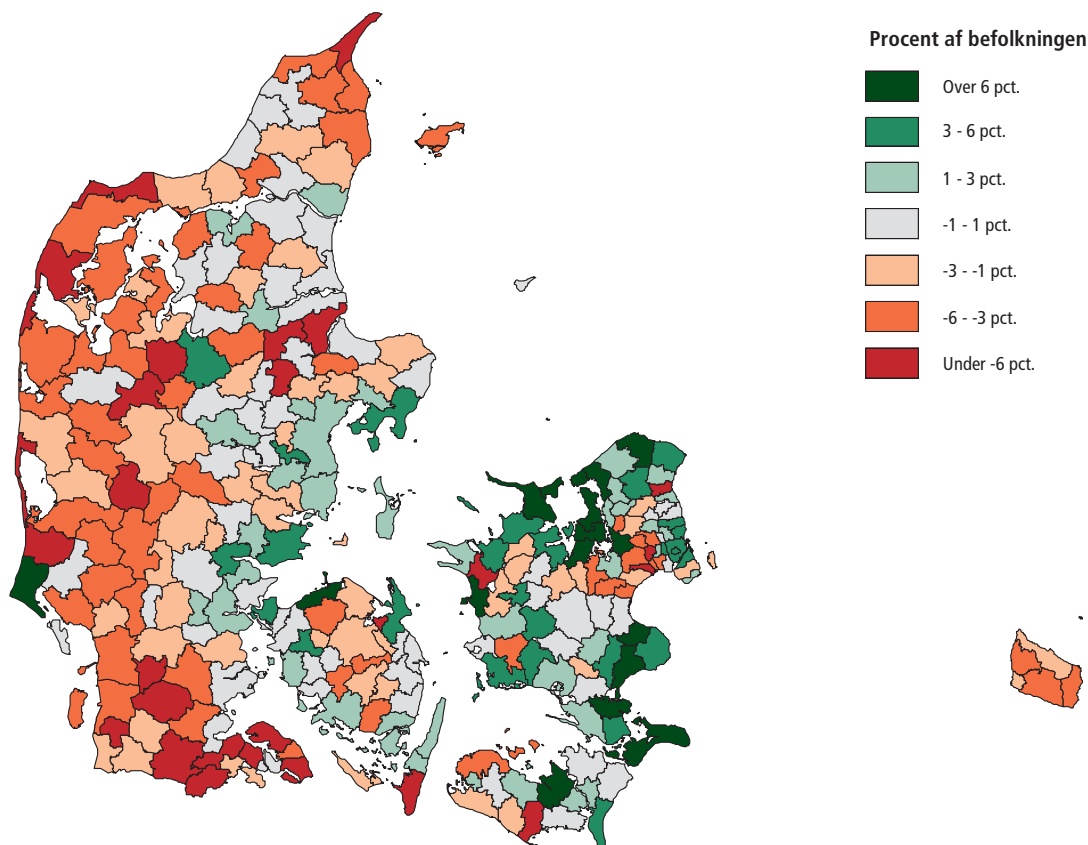 Procent af befolkningen
Over 6 pct.
3 - 6 pct.
1 - 3 pct.
-1 - 1 pct.
-3 - -1 pct.
-6 - -3 pct.
Under -6 pct.